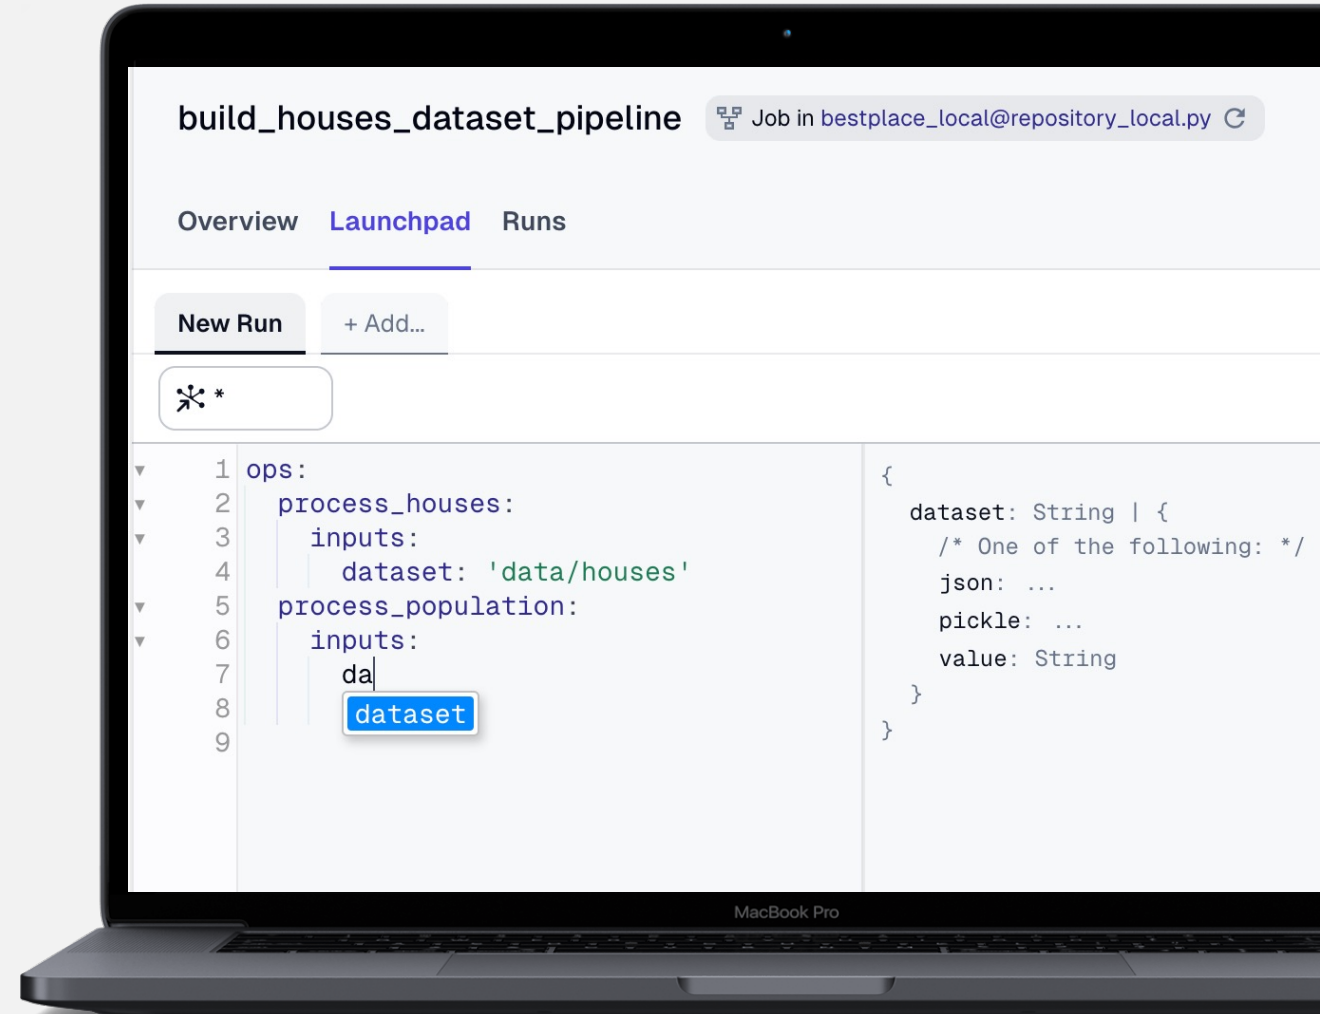 build_houses_dataset_pipeline Job in bestplace_local@repository_local.py
Overview Launchpad Runs
New Run + Add...
*
1 ops:
2 process_houses:
3 inputs:
4 dataset: 'data/houses'
5 process_population:
6 inputs:
7 da
8 dataset
9
{
dataset: String | {
/* One of the following: */
json: ...
pickle: ...
value: String
}
}
MacBook Pro